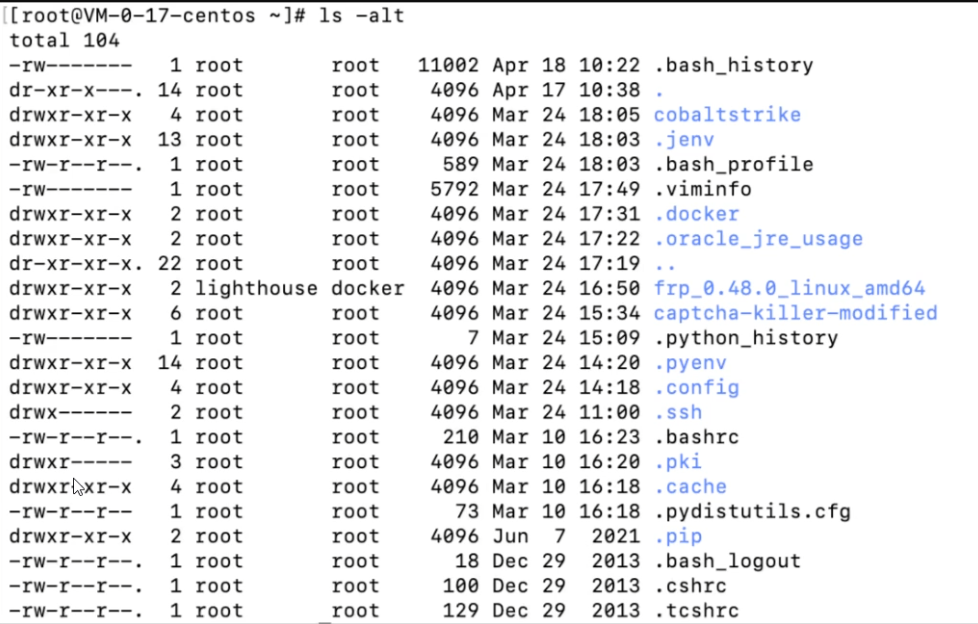 [[root@VM-0-17-centos ~]# ls -alt
total 104
-rw-------   1 root       root   11002 Apr 18 10:22 .bash_history
dr-xr-x---. 14 root       root    4096 Apr 17 10:38 .
drwxr-xr-x   4 root       root    4096 Mar 24 18:05 cobaltstrike
drwxr-xr-x  13 root       root    4096 Mar 24 18:03 .jenv
-rw-r--r--.  1 root       root     589 Mar 24 18:03 .bash_profile
-rw-------   1 root       root    5792 Mar 24 17:49 .viminfo
drwxr-xr-x   2 root       root    4096 Mar 24 17:31 .docker
drwxr-xr-x   2 root       root    4096 Mar 24 17:22 .oracle_jre_usage
dr-xr-xr-x. 22 root       root    4096 Mar 24 17:19 ..
drwxr-xr-x   2 lighthouse docker  4096 Mar 24 16:50 frp_0.48.0_linux_amd64
drwxr-xr-x   6 root       root    4096 Mar 24 15:34 captcha-killer-modified
-rw-------   1 root       root       7 Mar 24 15:09 .python_history
drwxr-xr-x  14 root       root    4096 Mar 24 14:20 .pyenv
drwxr-xr-x   4 root       root    4096 Mar 24 14:18 .config
drwx------   2 root       root    4096 Mar 24 11:00 .ssh
-rw-r--r--.  1 root       root     210 Mar 10 16:23 .bashrc
drwxr-----   3 root       root    4096 Mar 10 16:20 .pki
drwxr-xr-x   4 root       root    4096 Mar 10 16:18 .cache
-rw-r--r--   1 root       root      73 Mar 10 16:18 .pydistutils.cfg
drwxr-xr-x   2 root       root    4096 Jun  7  2021 .pip
-rw-r--r--.  1 root       root      18 Dec 29  2013 .bash_logout
-rw-r--r--.  1 root       root     100 Dec 29  2013 .cshrc
-rw-r--r--.  1 root       root     129 Dec 29  2013 .tcshrc